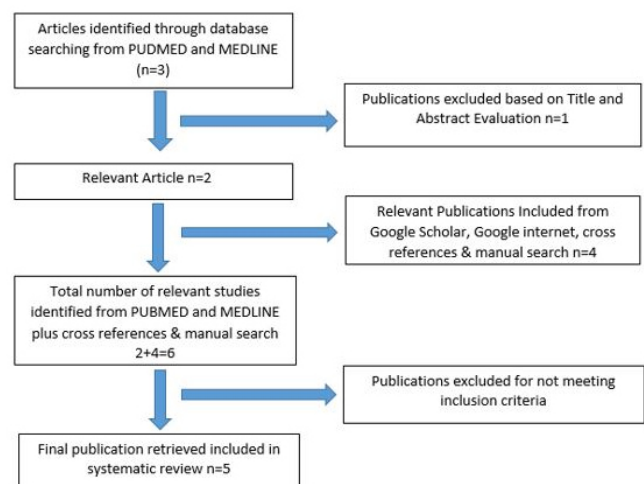 Articles identified through database
searching from PUDMED and MEDLINE
(n=3)
Publications excluded based on Title and
Abstract Evaluation n=1
Relevant Article n=2
Relevant Publications Included from
Google Scholar, Google internet, cross
references & manual search n=4
Total number of relevant studies
identified from PUBMED and MEDLINE
plus cross references & manual search
2+4=6
Publications excluded for not meeting
inclusion criteria
Final publication retrieved included in
systematic review n=5